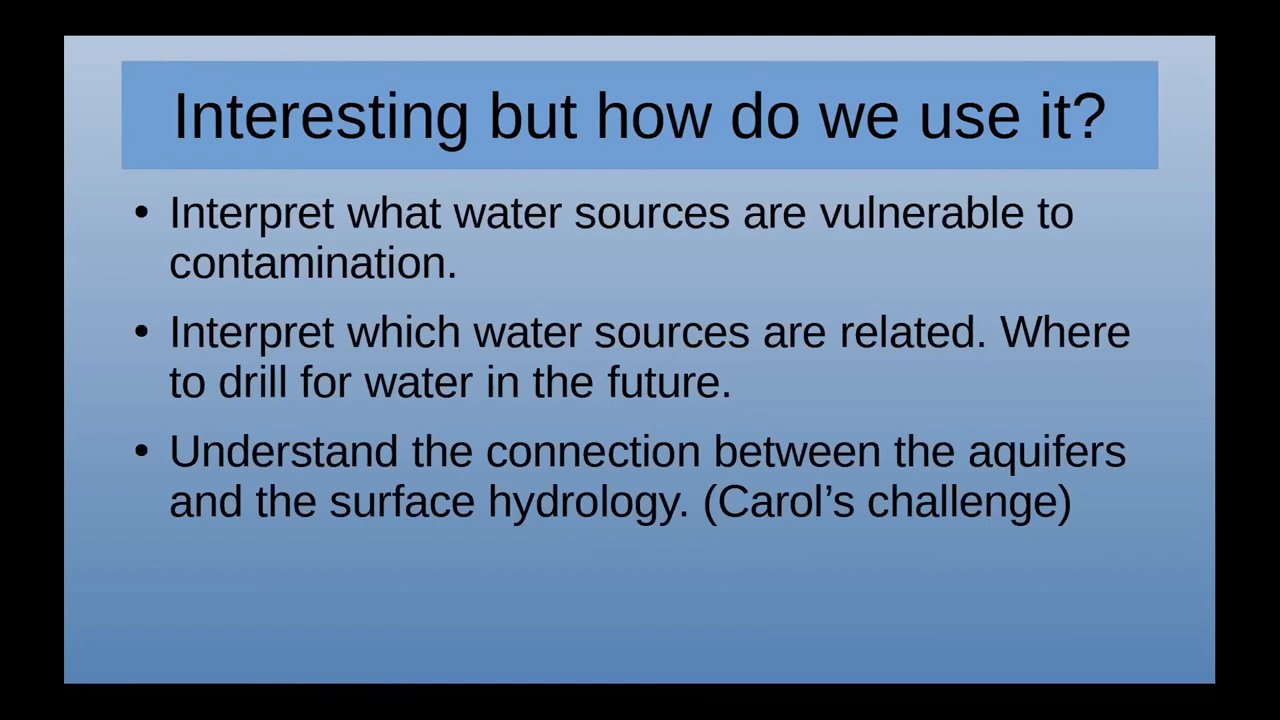 Interesting but how do we use it?
• Interpret what water sources are vulnerable to
contamination.
• Interpret which water sources are related. Where
to drill for water in the future.
• Understand the connection between the aquifers
and the surface hydrology. (Carol’s challenge)